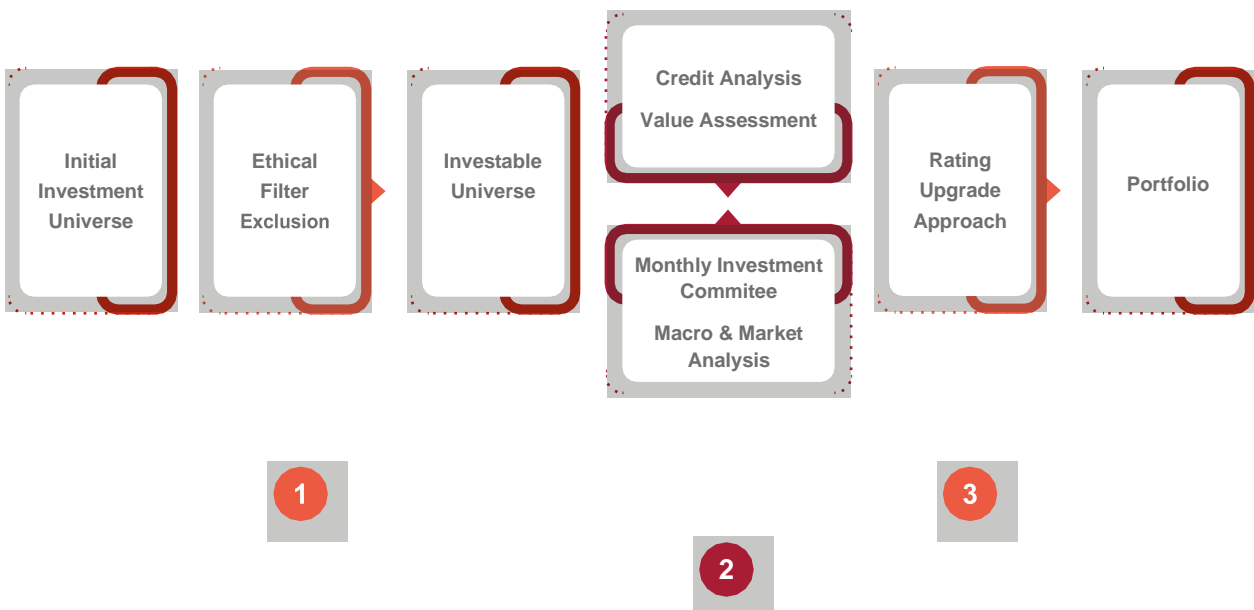 Initial
Investment
Universe
Ethical
Filter
Exclusion
Investable
Universe
Credit Analysis
Value Assessment
Monthly Investment
Commitee
Macro & Market
Analysis
Rating
Upgrade
Approach
Portfolio
1
2
3